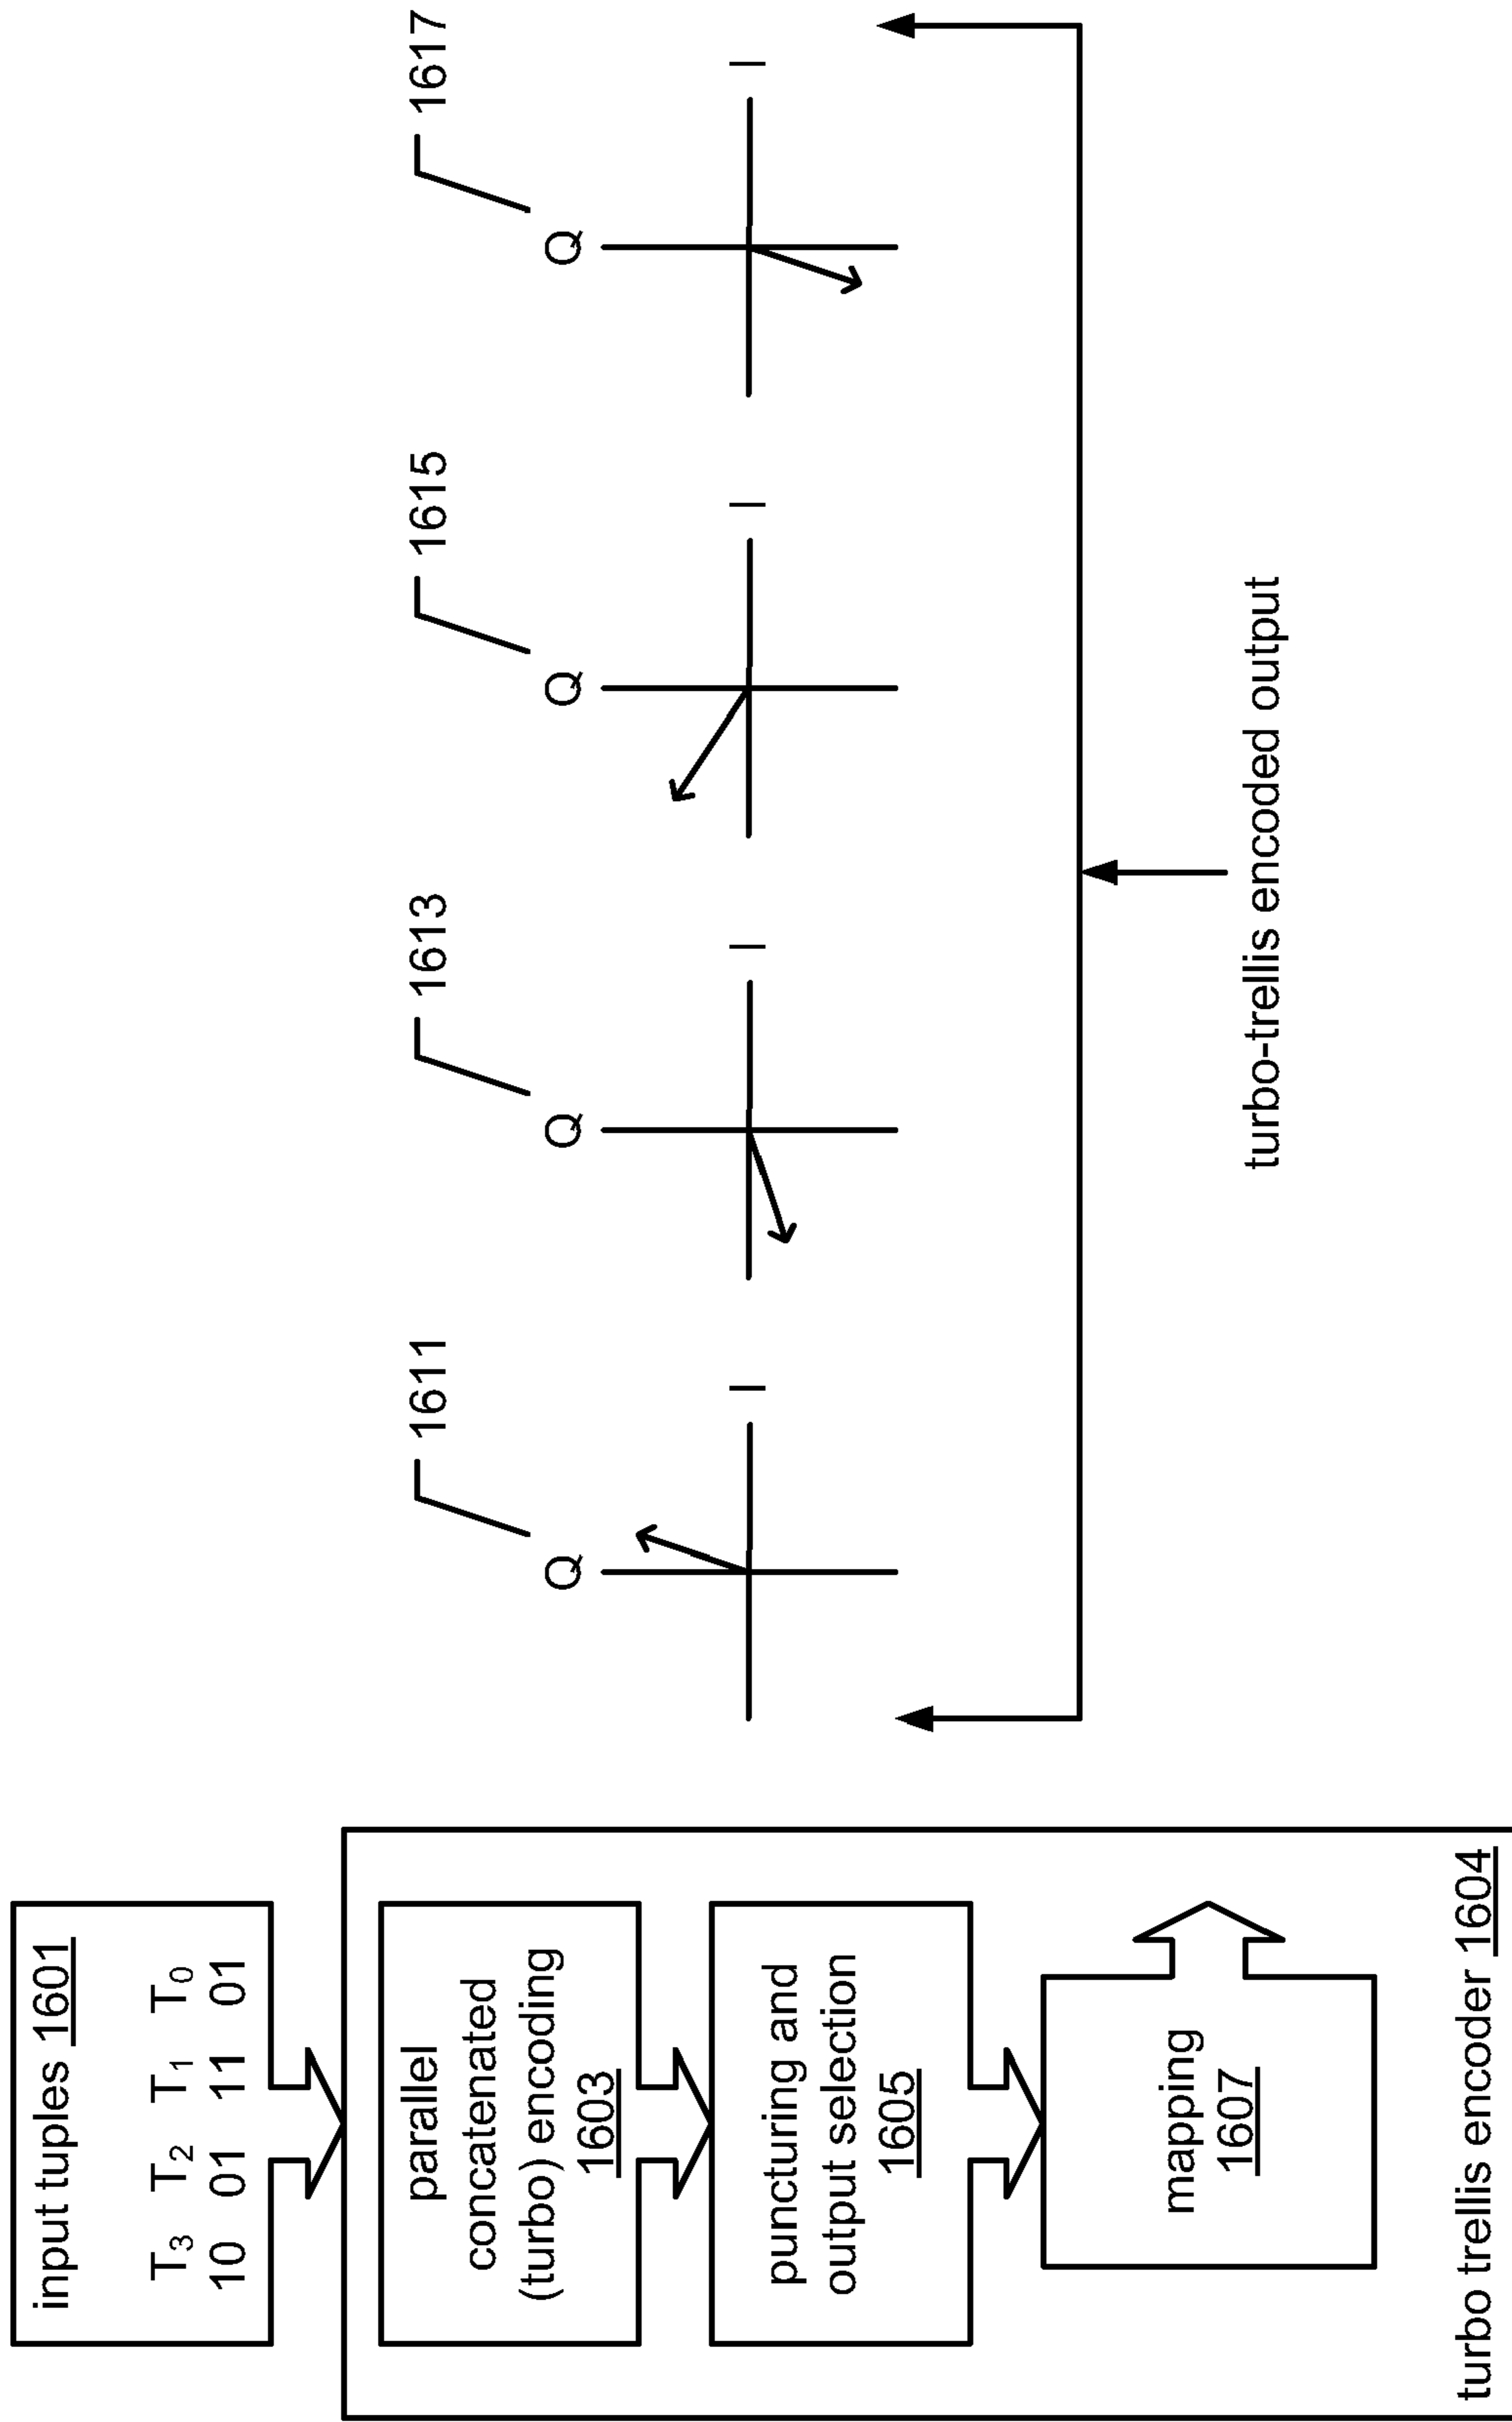 input tuples 1601
T3 T2 T1 T0
10 01 11 01
parallel
concatenated
(turbo) encoding
1603
puncturing and
output selection
1605
mapping
1607
turbo trellis encoder 1604
1611
Q
I
1613
Q
I
1615
Q
I
1617
Q
I
turbo-trellis encoded output